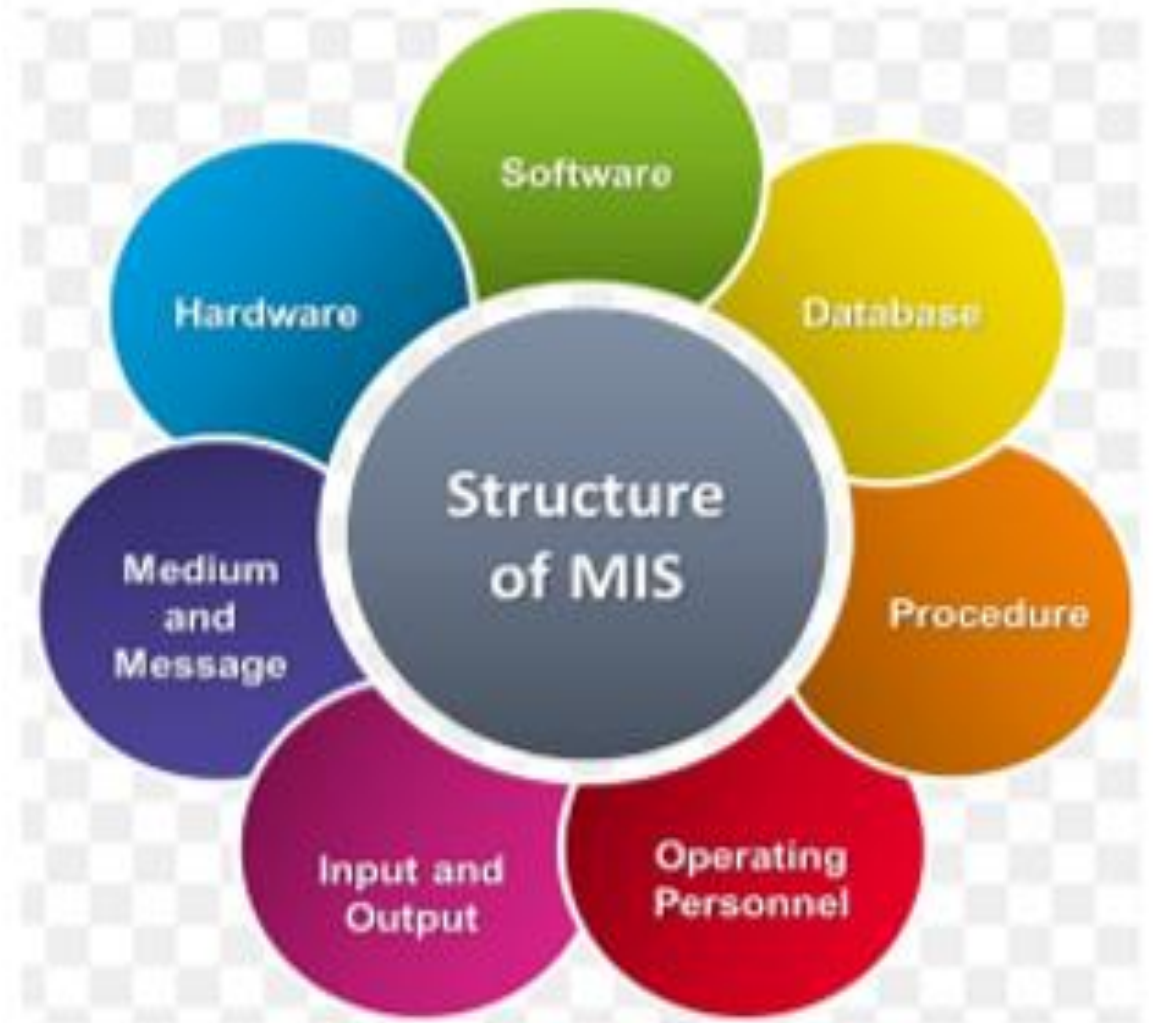 Software
Hardware
Database
Structure
of MIS
Medium
and
Message
Procedure
Input and
Output
Operating
Personnel